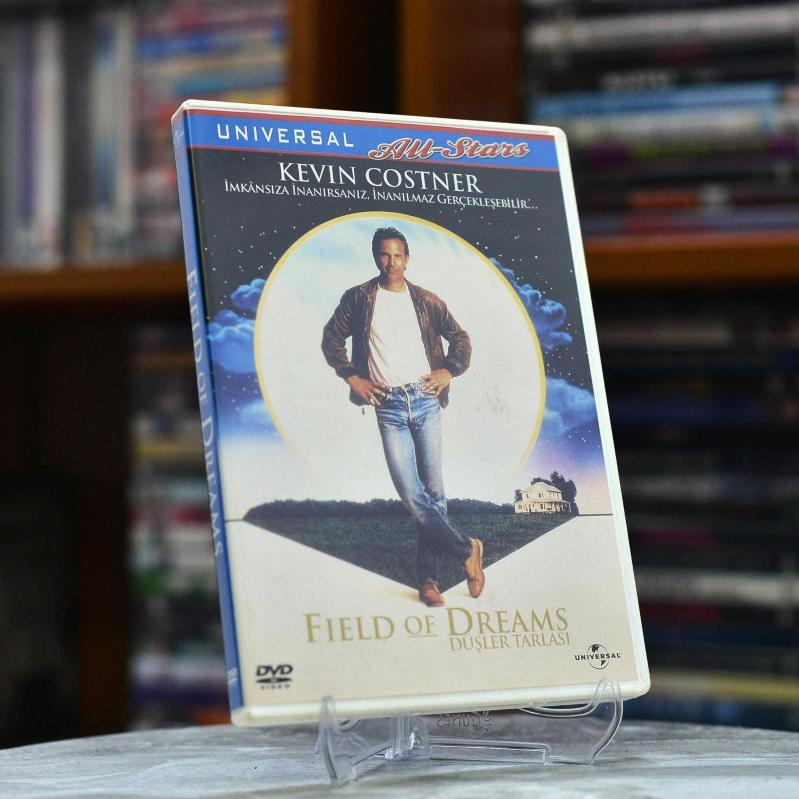 UNIVERSAL All-Stars
KEVIN COSTNER
İMKÂNSIZA İNANIRSANIZ, İNANILMAZ GERÇEKLEŞEBİLİR...
FIELD OF DREAMS
FIELD OF DREAMS
DÜŞLER TARLASI
UNIVERSAL
DVD
VIDEO